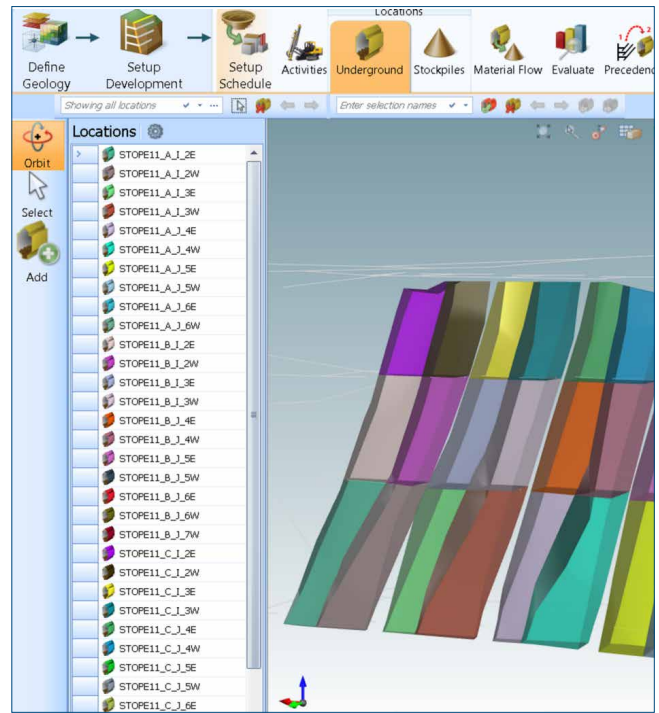 Locations
Define Geology
Setup Development
Setup Schedule
Activities
Underground
Stockpiles
Material Flow
Evaluate
Precedenc
Showing all locations
Enter selection names
Orbit
Select
Add
Locations
STOPE11_A_I_2E
STOPE11_A_I_2W
STOPE11_A_I_3E
STOPE11_A_I_3W
STOPE11_A_J_4E
STOPE11_A_J_4W
STOPE11_A_J_5E
STOPE11_A_J_5W
STOPE11_A_J_6E
STOPE11_A_J_6W
STOPE11_B_I_2E
STOPE11_B_I_2W
STOPE11_B_I_3E
STOPE11_B_I_3W
STOPE11_B_J_4E
STOPE11_B_J_4W
STOPE11_B_J_5E
STOPE11_B_J_5W
STOPE11_B_J_6E
STOPE11_B_J_6W
STOPE11_B_J_7W
STOPE11_C_I_2E
STOPE11_C_I_2W
STOPE11_C_I_3E
STOPE11_C_I_3W
STOPE11_C_J_4E
STOPE11_C_J_4W
STOPE11_C_J_5E
STOPE11_C_J_5W
STOPE11_C_J_6E